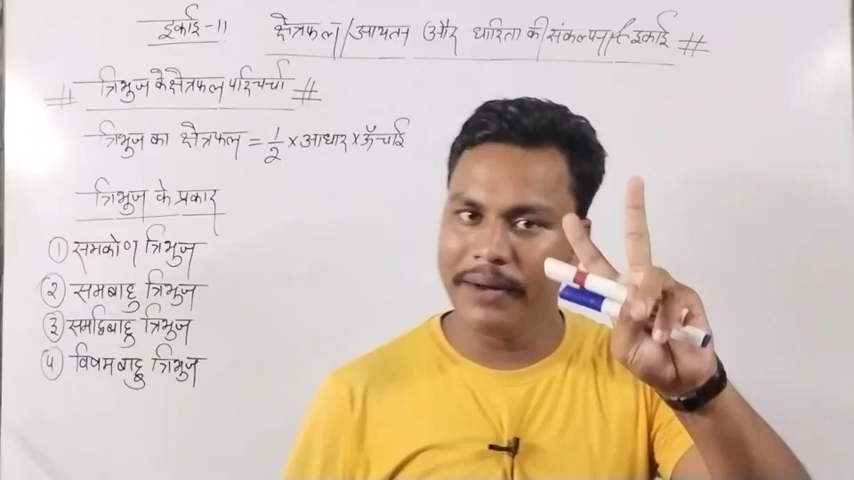 इकाई-11 क्षेत्रफल/आयतन और धारिता की संकल्पना/इकाई #
# त्रिभुज के क्षेत्रफल परिचर्चा #
त्रिभुज का क्षेत्रफल = 1/2 × आधार × ऊँचाई
त्रिभुज के प्रकार
① समकोण त्रिभुज
② समबाहु त्रिभुज
③ समद्विबाहु त्रिभुज
④ विषमबाहु त्रिभुज